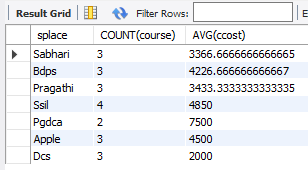 Result Grid Filter Rows: E
splace COUNT(course) AVG(ccost)
Sabhari 3 3366.6666666666665
Bdps 3 4226.666666666667
Pragathi 3 3433.3333333333335
Ssil 4 4850
Pgdca 2 7500
Apple 3 4500
Dcs 3 2000